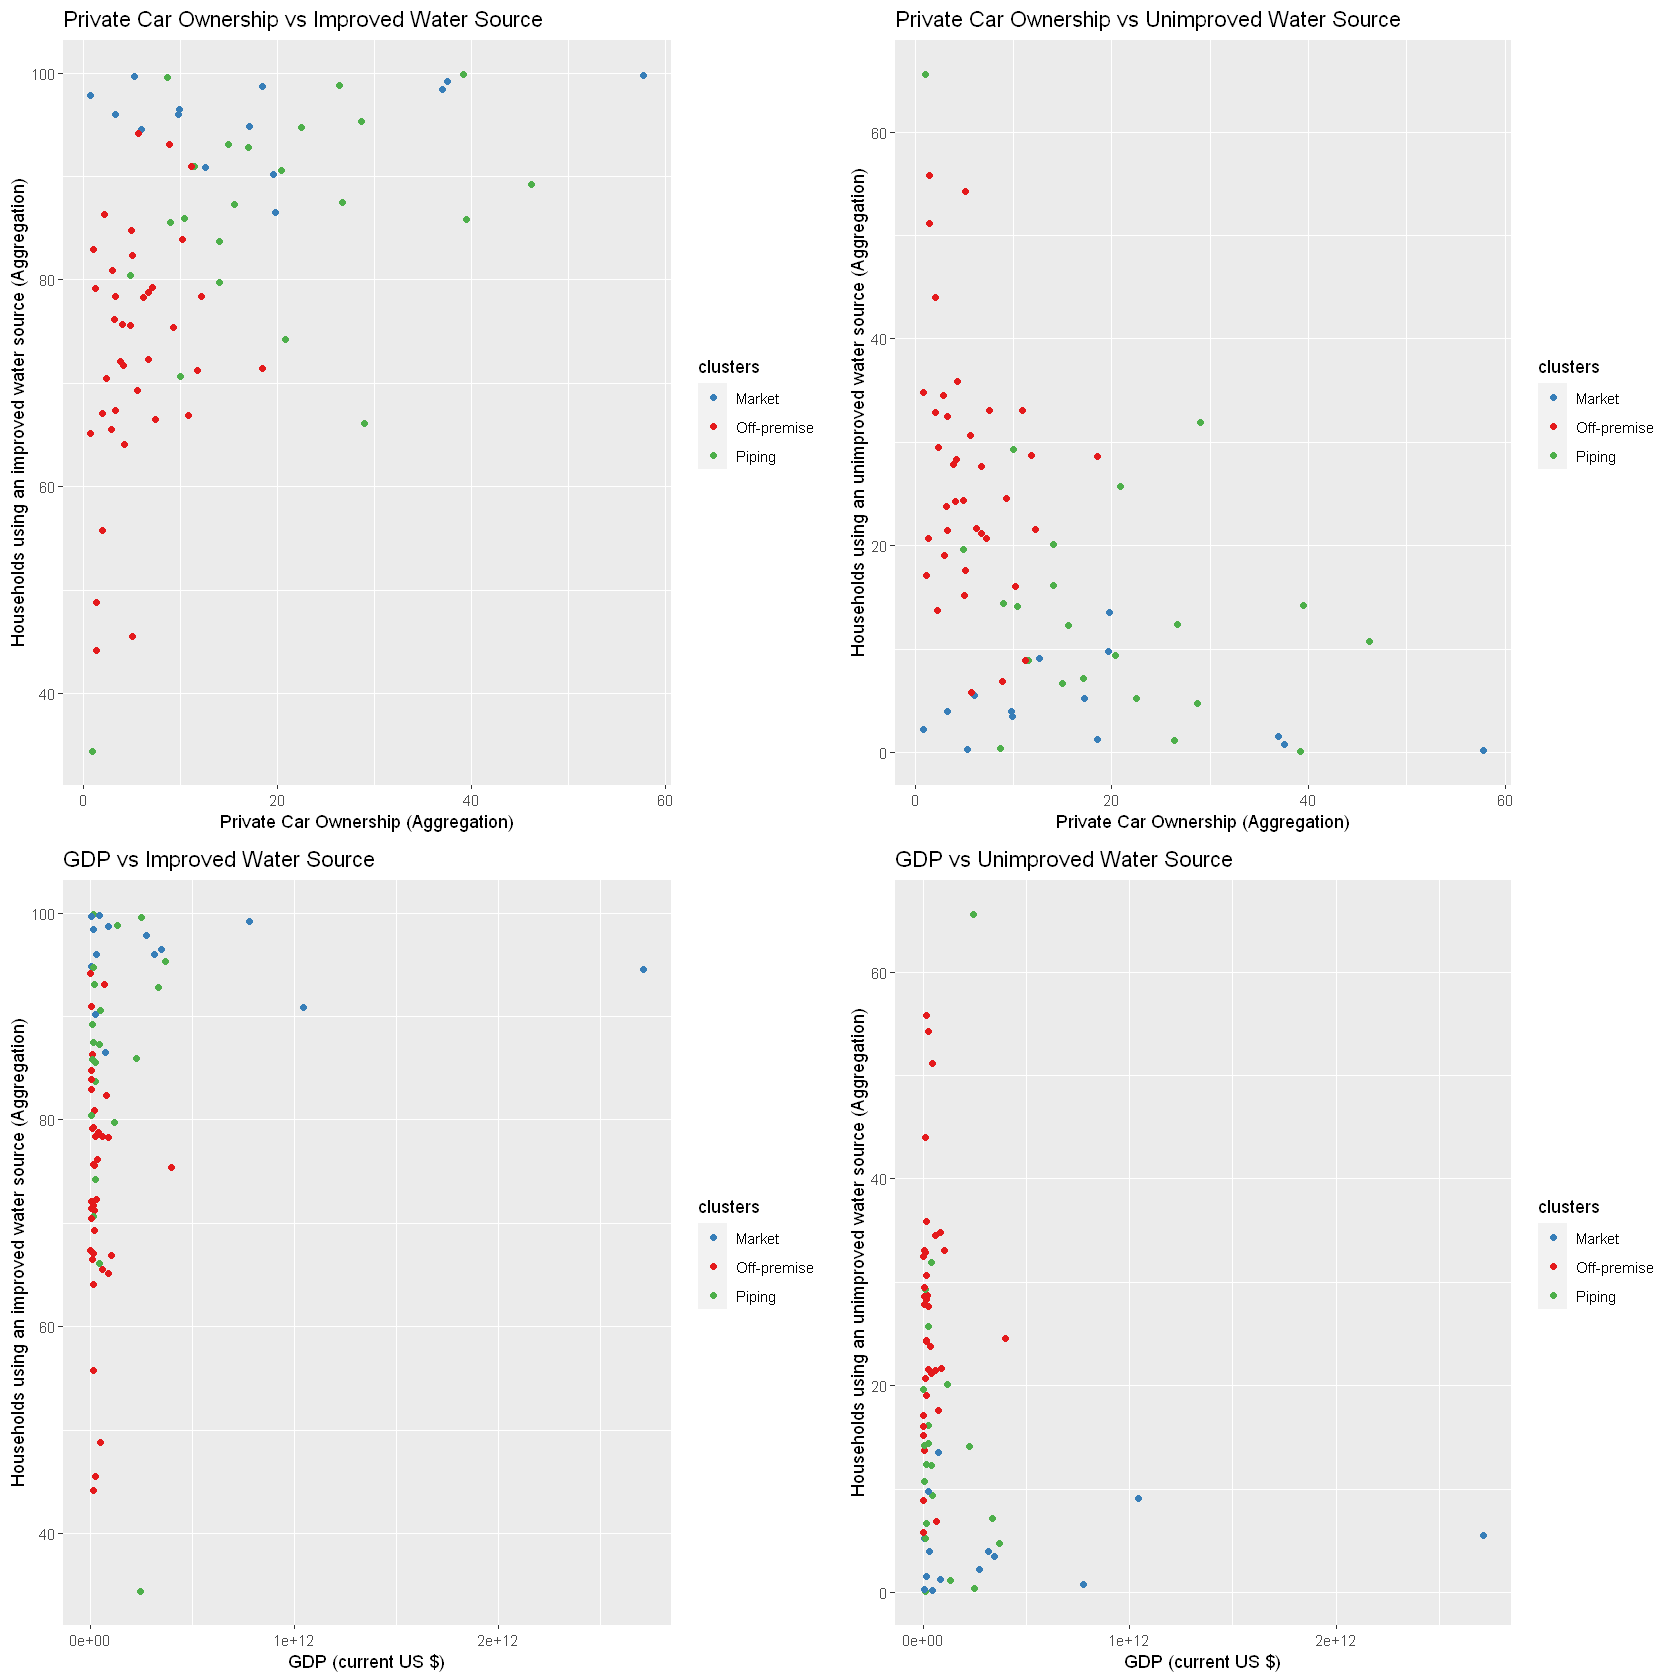 Private Car Ownership vs Improved Water Source
Households using an improved water source (Aggregation)
100
80
60
40
0
20
40
60
Private Car Ownership (Aggregation)
clusters
Market
Off-premise
Piping
Private Car Ownership vs Unimproved Water Source
Households using an unimproved water source (Aggregation)
60
40
20
0
0
20
40
60
Private Car Ownership (Aggregation)
clusters
Market
Off-premise
Piping
GDP vs Improved Water Source
Households using an improved water source (Aggregation)
100
80
60
40
0e+00
1e+12
2e+12
GDP (current US $)
clusters
Market
Off-premise
Piping
GDP vs Unimproved Water Source
Households using an unimproved water source (Aggregation)
60
40
20
0
0e+00
1e+12
2e+12
GDP (current US $)
clusters
Market
Off-premise
Piping